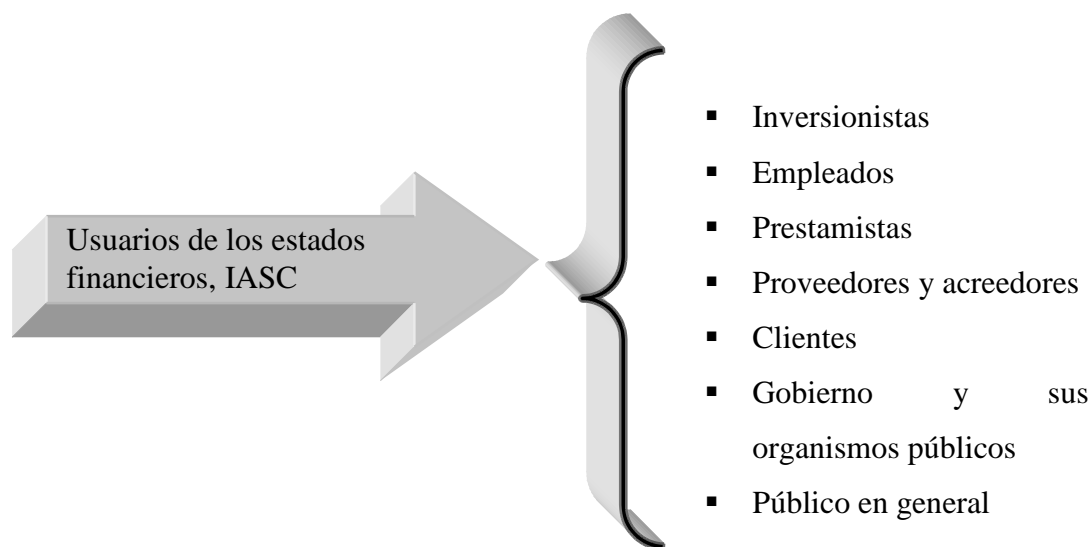 Usuarios de los estados
financieros, IASC
▪ Inversionistas
▪ Empleados
▪ Prestamistas
▪ Proveedores y acreedores
▪ Clientes
▪ Gobierno y sus
organismos públicos
▪ Público en general